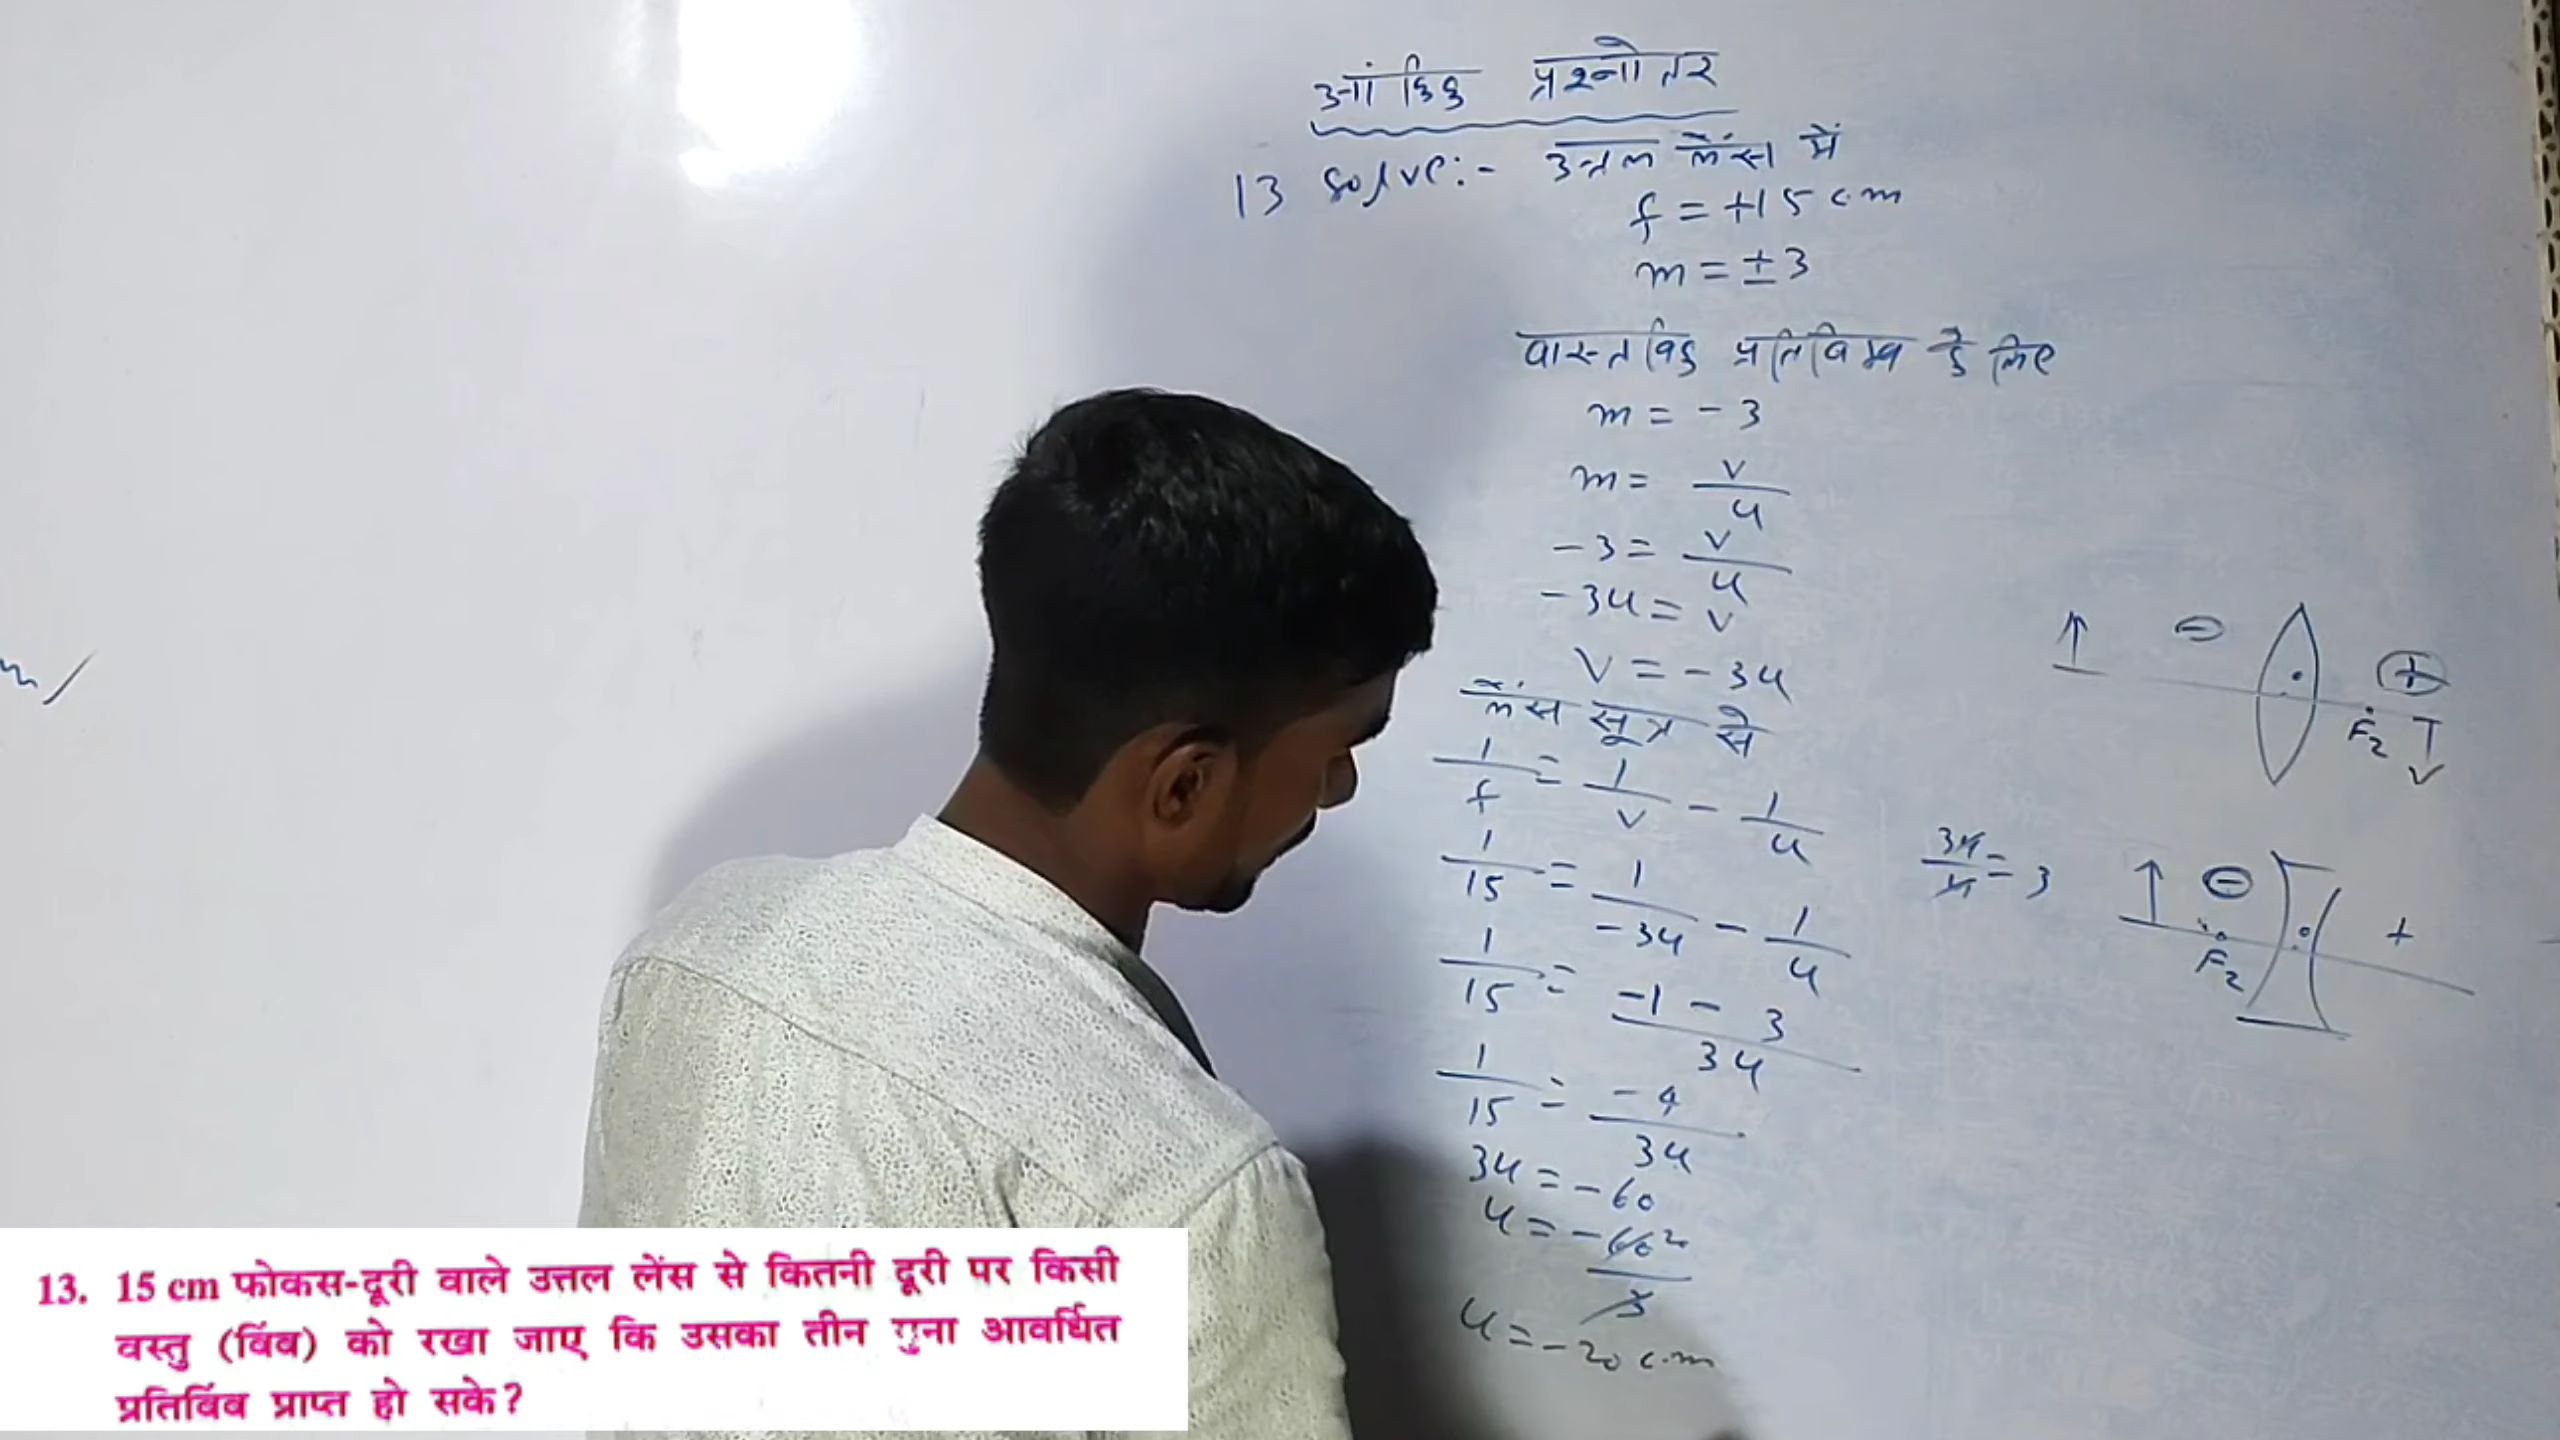 आंकिक प्रश्नोतर
13 solve:- उत्तल लेंस में
f = +15 cm
m = ±3
वास्तविक प्रतिबिम्ब के लिए
m = -3
m = v/u
-3 = v/u
-3u = v
v = -3u
लेंस सूत्र से
1/f = 1/v - 1/u
1/15 = 1/-3u - 1/u
1/15 = -1 - 3/3u
1/15 = -4/3u
3u = -60
u = -60/3 20
u = -20 c.m
⊖ ⊕
F2
3u/u = 3
⊖ +
F2
13. 15 cm फोकस-दूरी वाले उत्तल लेंस से कितनी दूरी पर किसी
वस्तु (बिंब) को रखा जाए कि उसका तीन गुना आवर्धित
प्रतिबिंब प्राप्त हो सके?